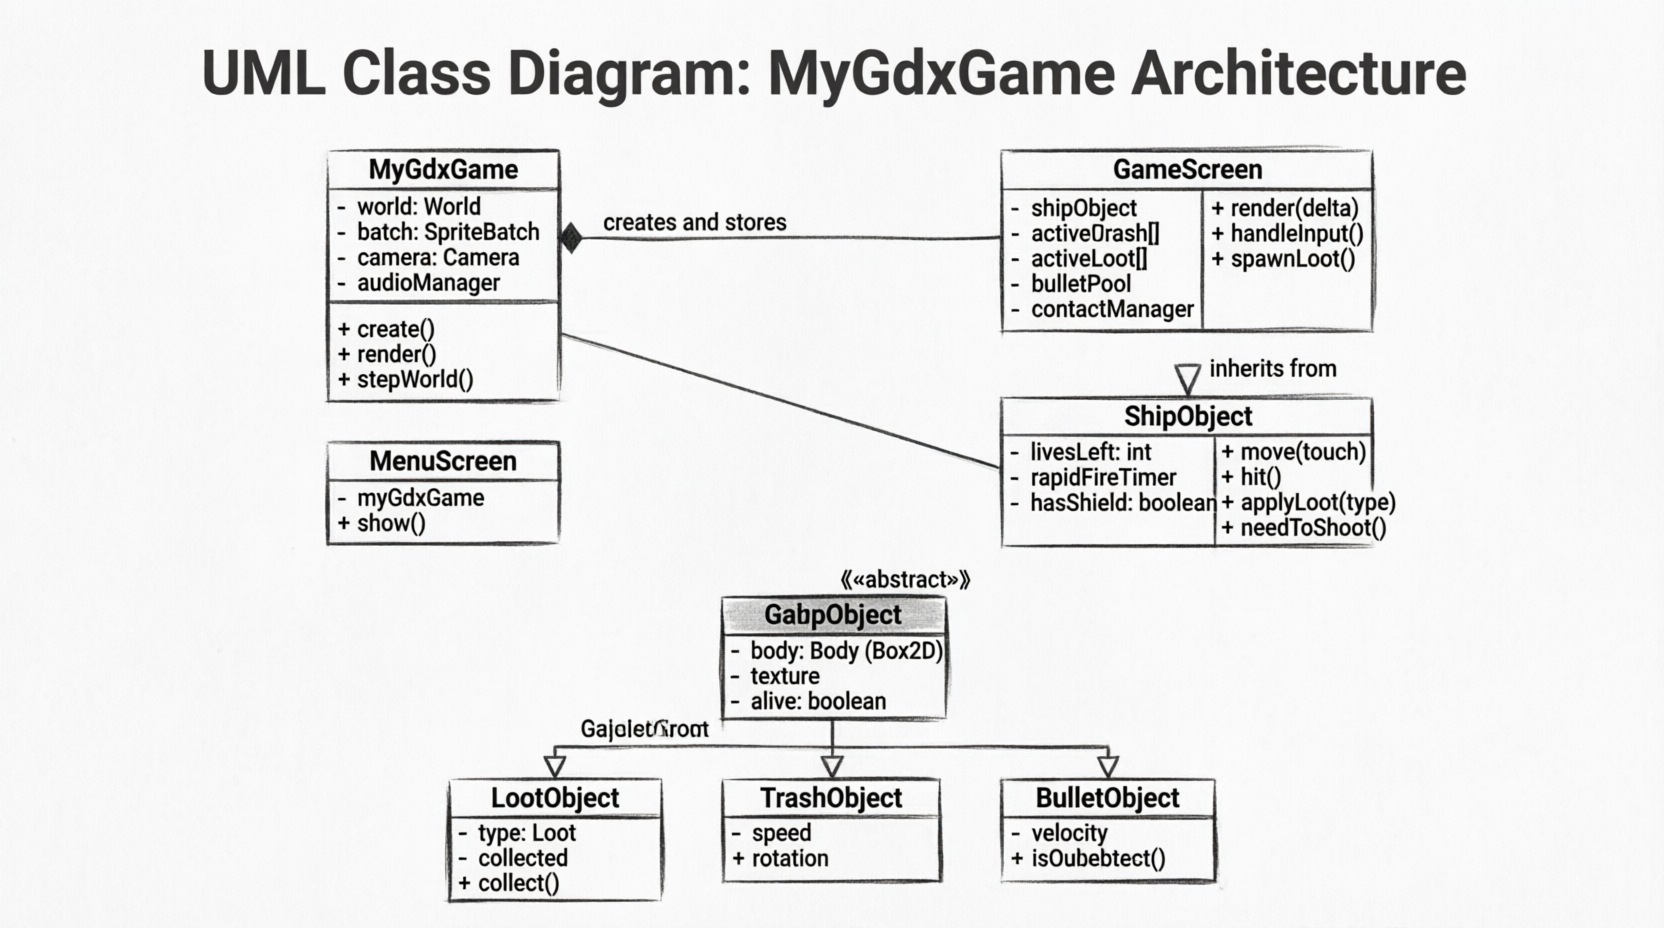 UML Class Diagram: MyGdxGame Architecture
MyGdxGame
- world: World
- batch: SpriteBatch
- camera: Camera
- audioManager
+ create()
+ render()
+ stepWorld()
creates and stores
GameScreen
- shipObject
- active[]
- activeLoot[]
- bulletPool
- contactManager
+ render(delta)
+ handleInput()
+ spawnLoot()
inherits from
ShipObject
- livesLeft: int
- rapidFireTimer
- hasShield: boolean
+ move(touch)
+ hit()
+ applyLoot(type)
+ needToShoot()
MenuScreen
- myGdxGame
+ show()
《«abstract»》
- body: Body (Box2D)
- texture
- alive: boolean
LootObject
- type: Loot
- collected
+ collect()
TrashObject
- speed
+ rotation
BulletObject
- velocity
+ isOubebtect()